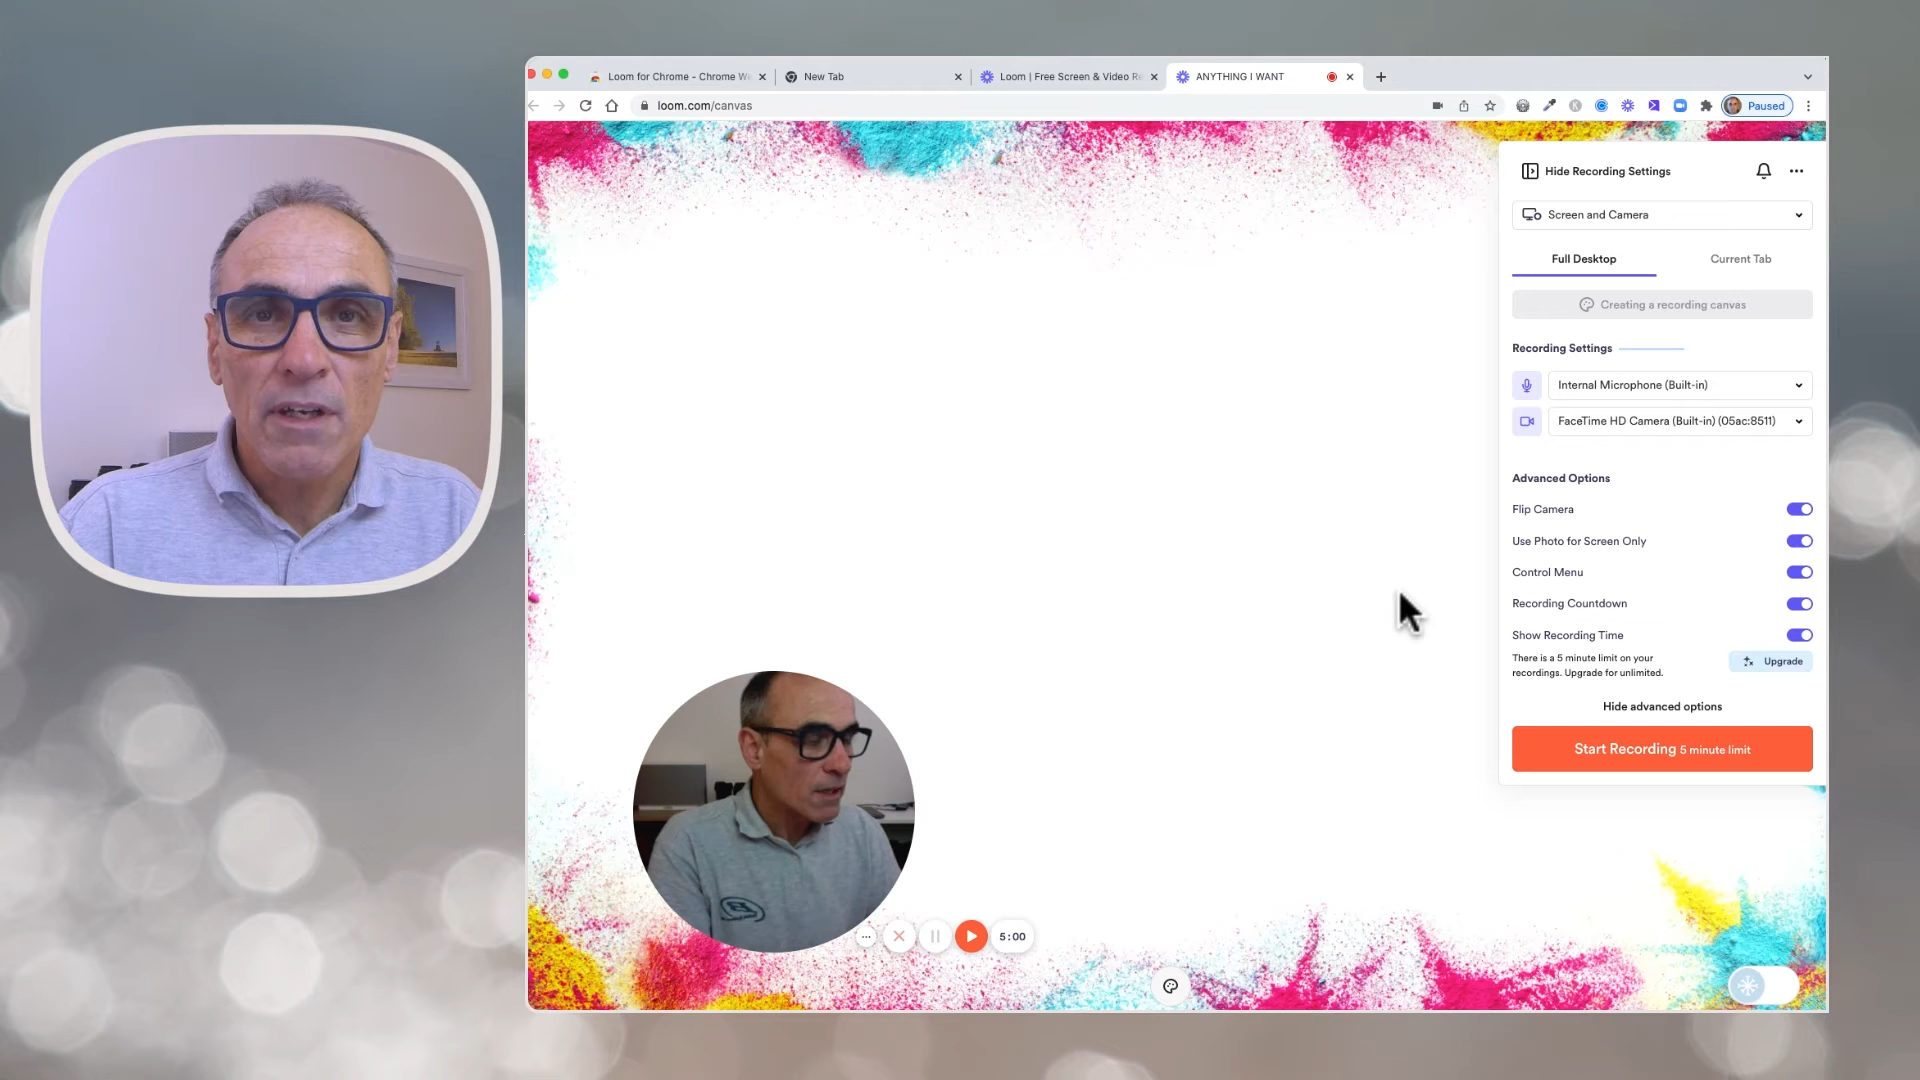 Loom for Chrome - Chrome We
New Tab
Loom | Free Screen & Video Re
ANYTHING I WANT
loom.com/canvas
Paused
Hide Recording Settings
Screen and Camera
Full Desktop
Current Tab
Creating a recording canvas
Recording Settings
Internal Microphone (Built-in)
FaceTime HD Camera (Built-in) (05ac:8511)
Advanced Options
Flip Camera
Use Photo for Screen Only
Control Menu
Recording Countdown
Show Recording Time
There is a 5 minute limit on your
recordings. Upgrade for unlimited.
Upgrade
Hide advanced options
Start Recording 5 minute limit
5:00